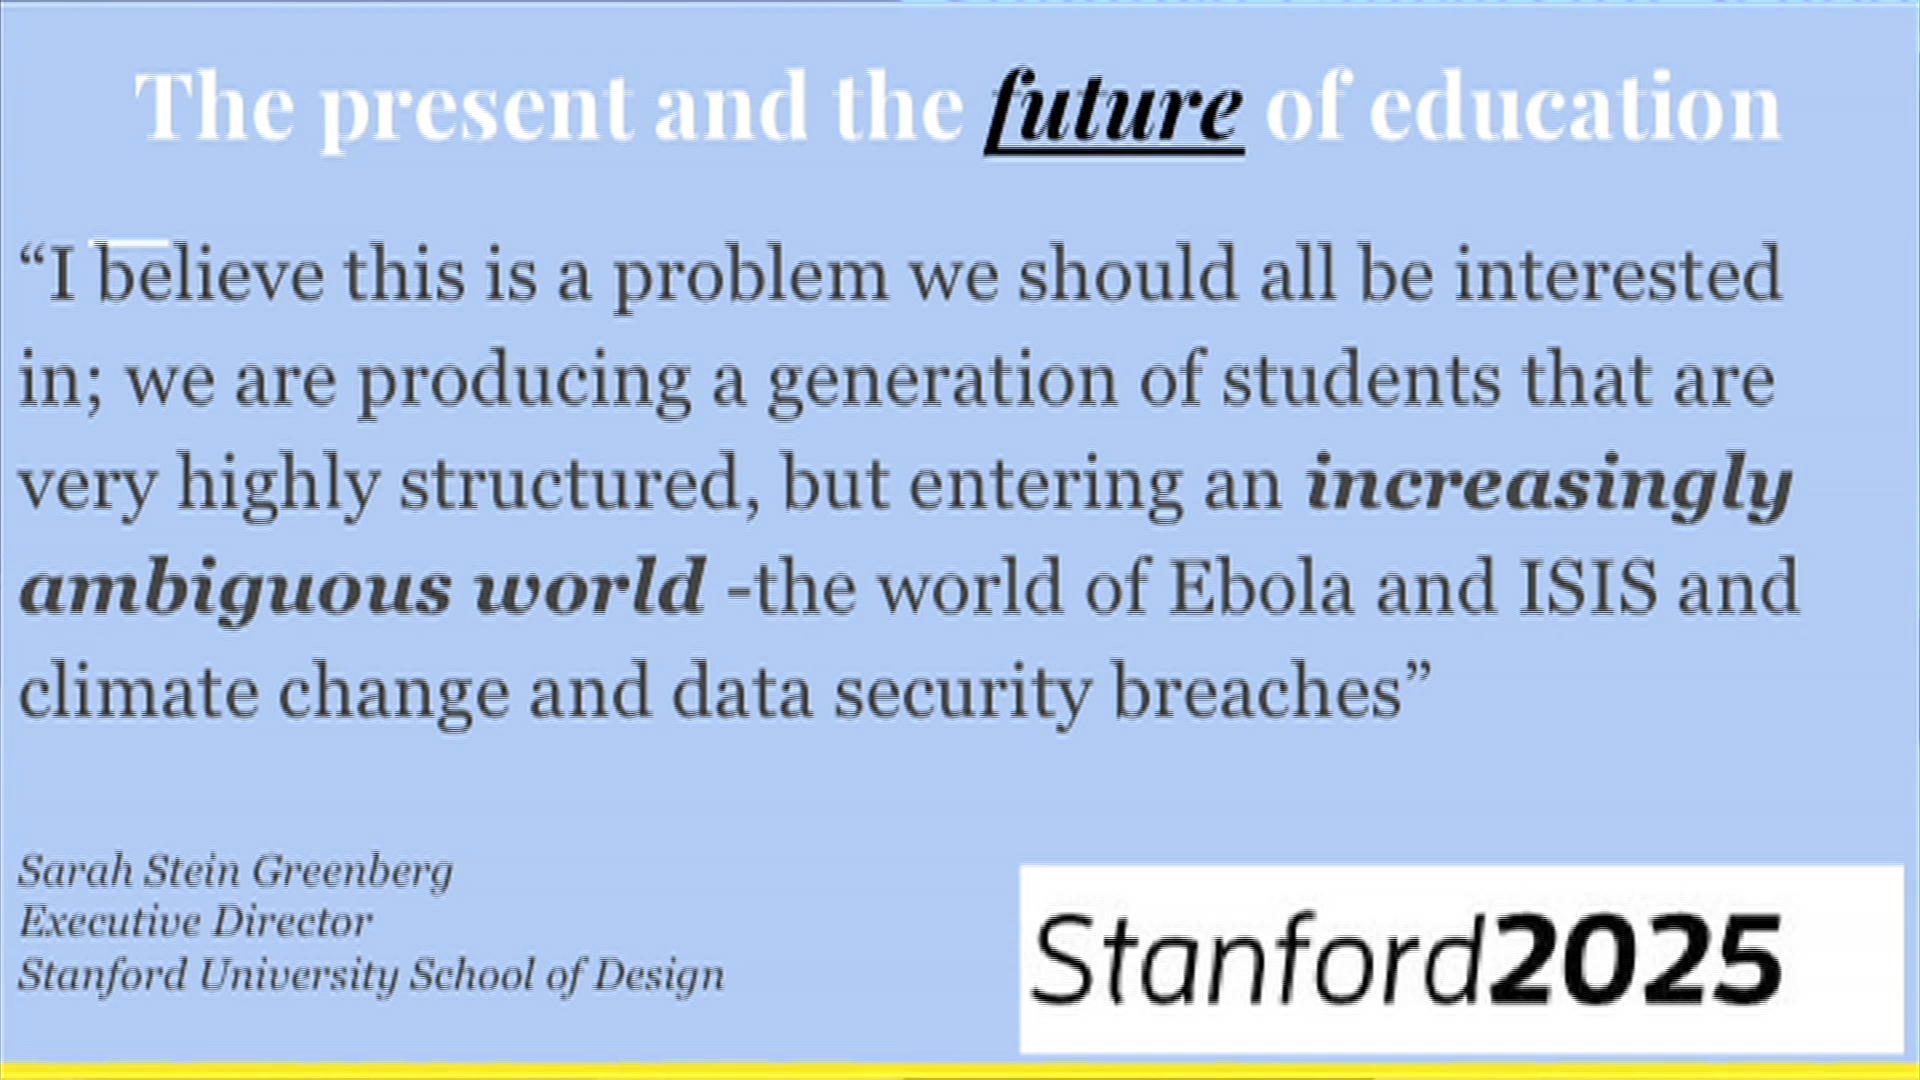 The present and the future of education
“I believe this is a problem we should all be interested
in; we are producing a generation of students that are
very highly structured, but entering an increasingly
ambiguous world -the world of Ebola and ISIS and
climate change and data security breaches”
Sarah Stein Greenberg
Executive Director
Stanford University School of Design
Stanford2025